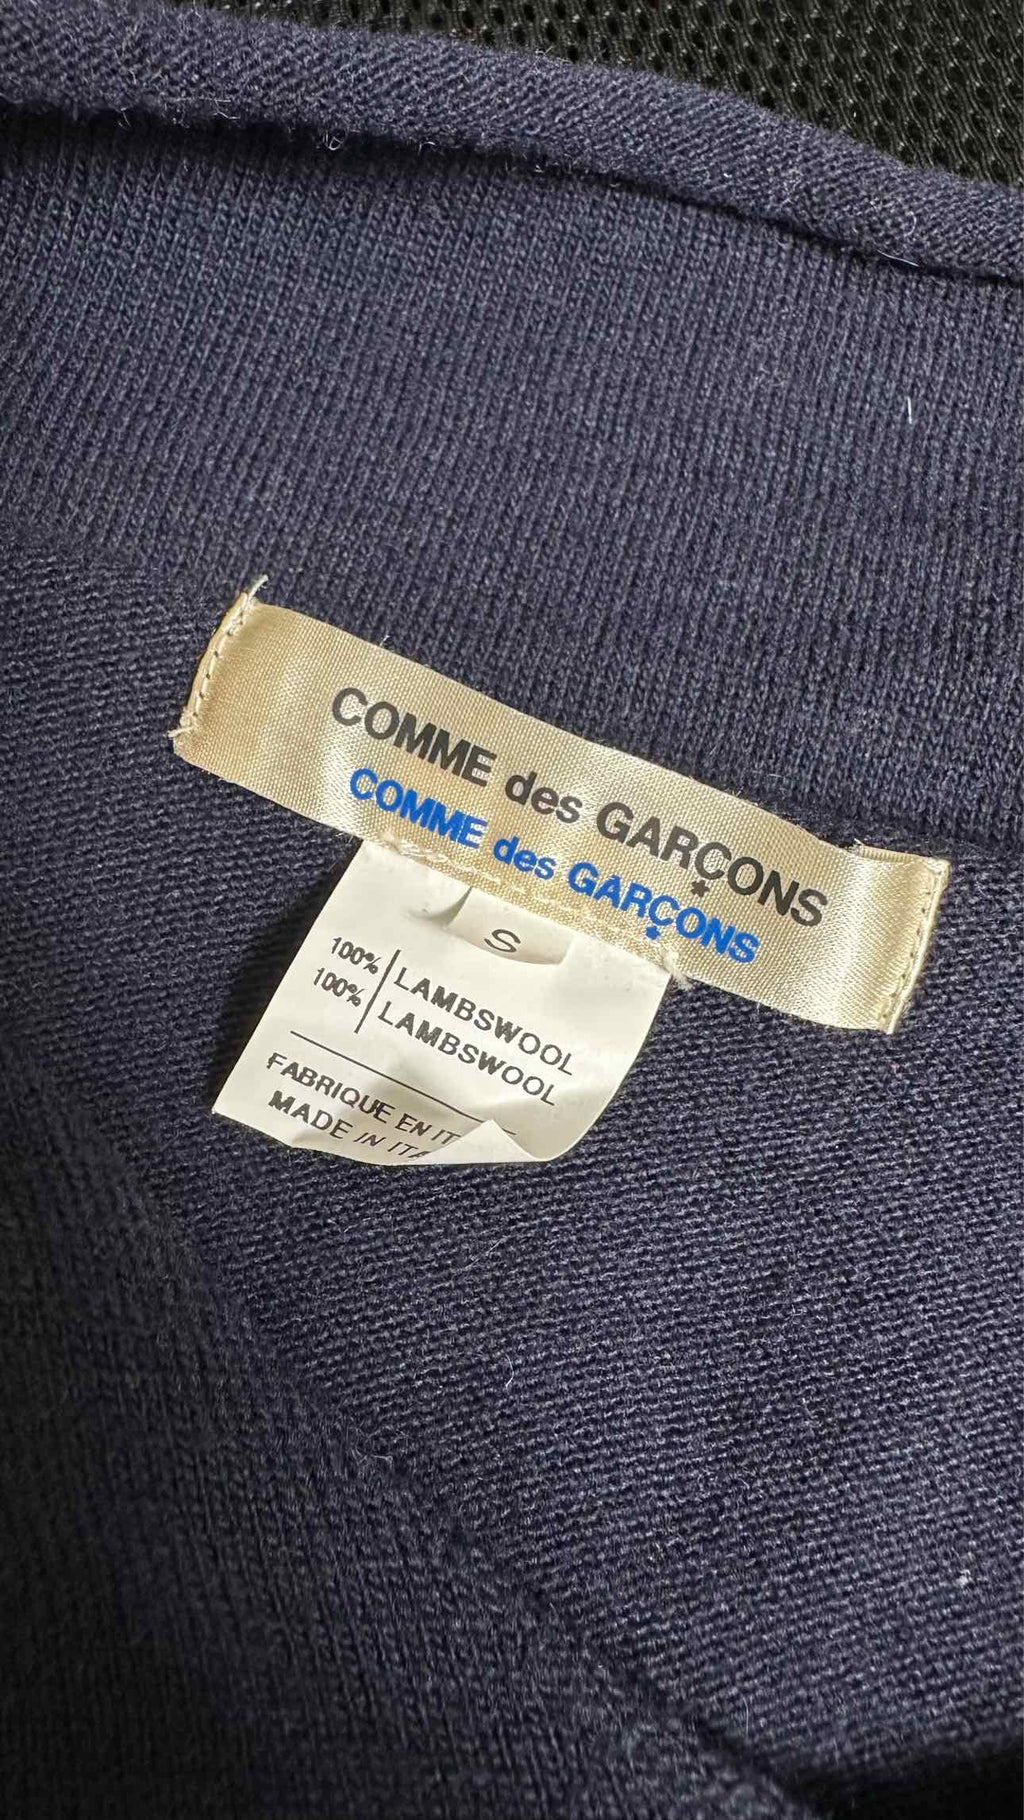 COMME des GARÇONS
COMME des GARÇONS
S
100% LAMBSWOOL
100% LAMBSWOOL
FABRIQUE EN
MADE IN